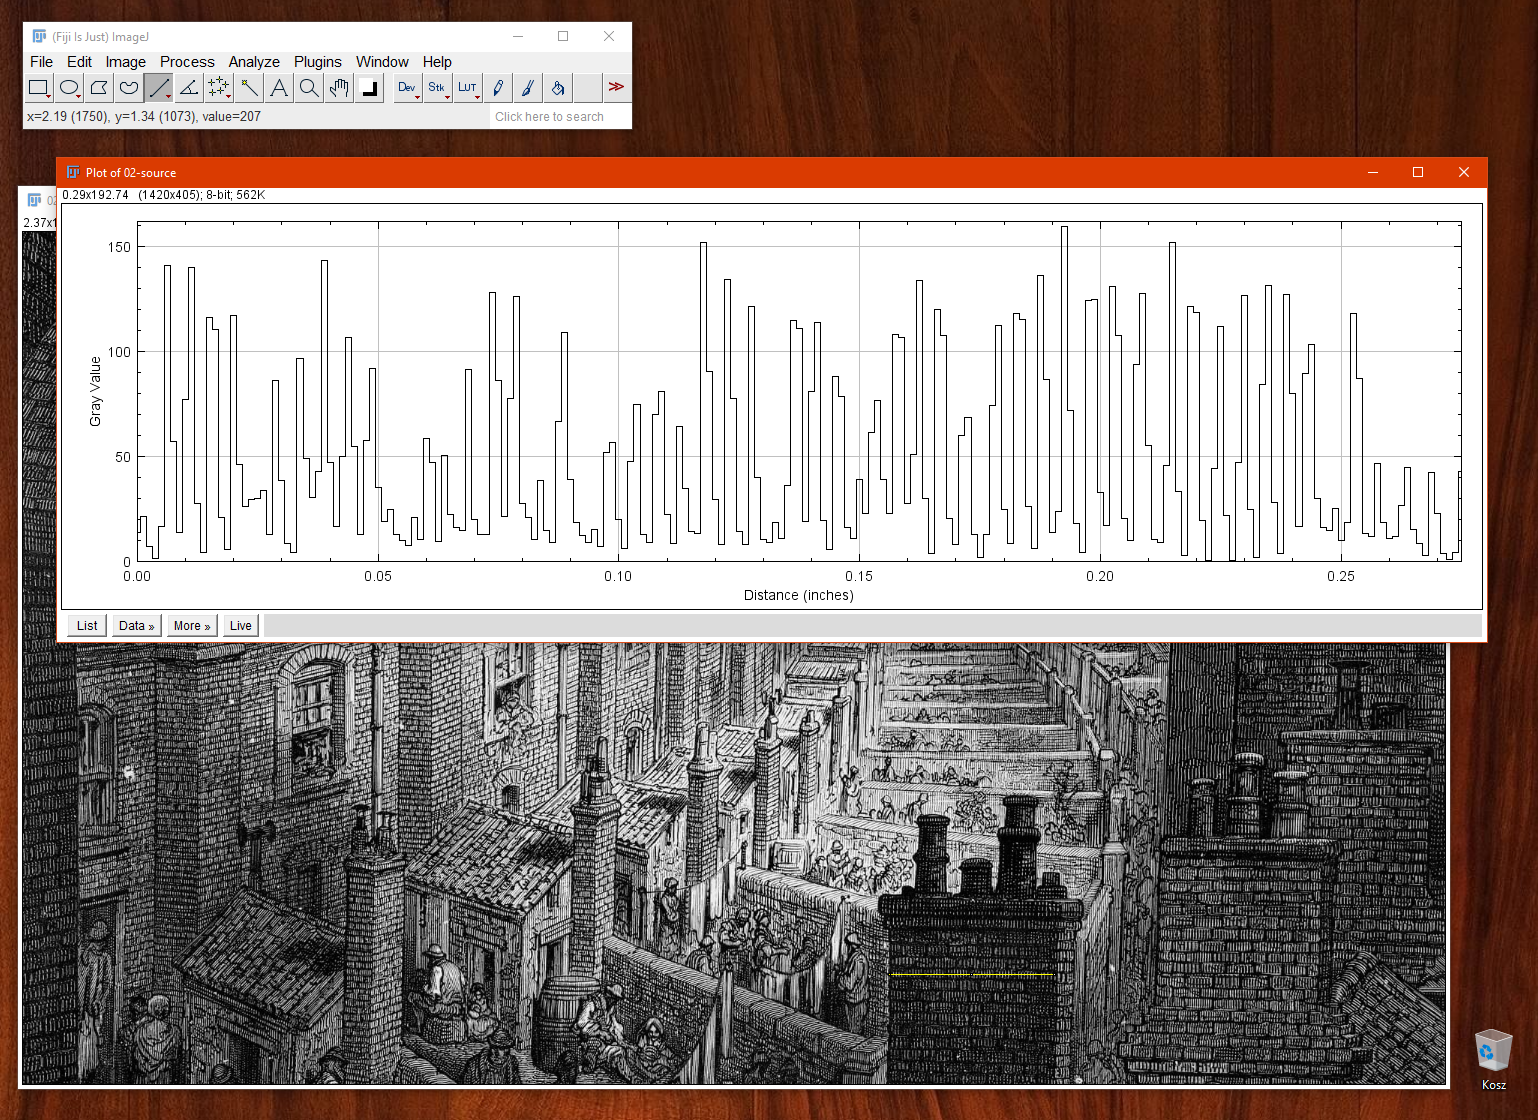 (Fiji Is Just) ImageJ
File Edit Image Process Analyze Plugins Window Help
Dev Stk LUT
x=2.19 (1750), y=1.34 (1073), value=207
Click here to search
Plot of 02-source
02
0.29x192.74 (1420x405); 8-bit; 562K
2.37x1
150
100
50
0
Gray Value
0.00 0.05 0.10 0.15 0.20 0.25
Distance (inches)
List Data » More » Live
Kosz